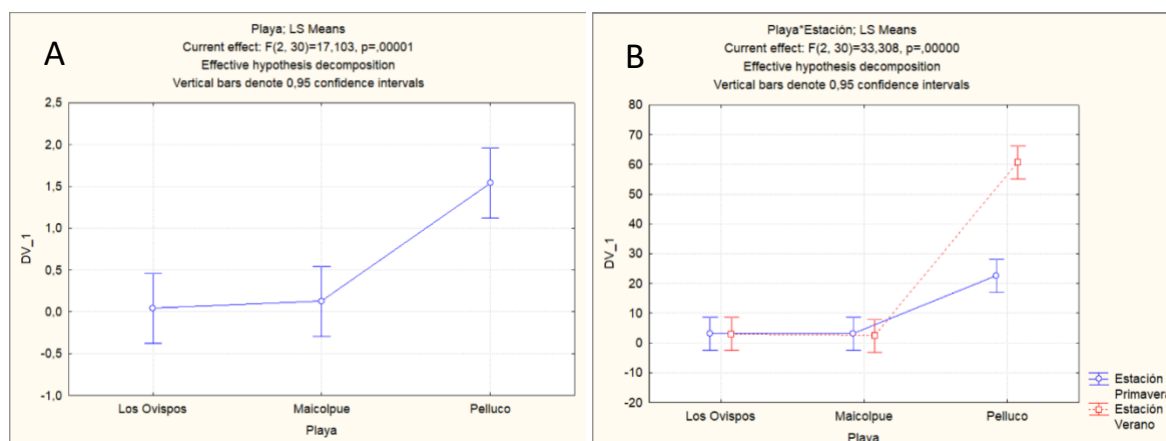 A
Playa; LS Means
Current effect: F(2, 30)=17,103, p=,00001
Effective hypothesis decomposition
Vertical bars denote 0,95 confidence intervals
2,5
2,0
1,5
1,0
0,5
0,0
-0,5
-1,0
DV_1
Los Ovispos Maicolpue Pelluco
Playa
B
Playa*Estación; LS Means
Current effect: F(2, 30)=33,308, p=,00000
Effective hypothesis decomposition
Vertical bars denote 0,95 confidence intervals
80
70
60
50
40
30
20
10
0
-10
-20
DV_1
Los Ovispos Maicolpue Pelluco
Playa
Estación
Primavera
Estación
Verano